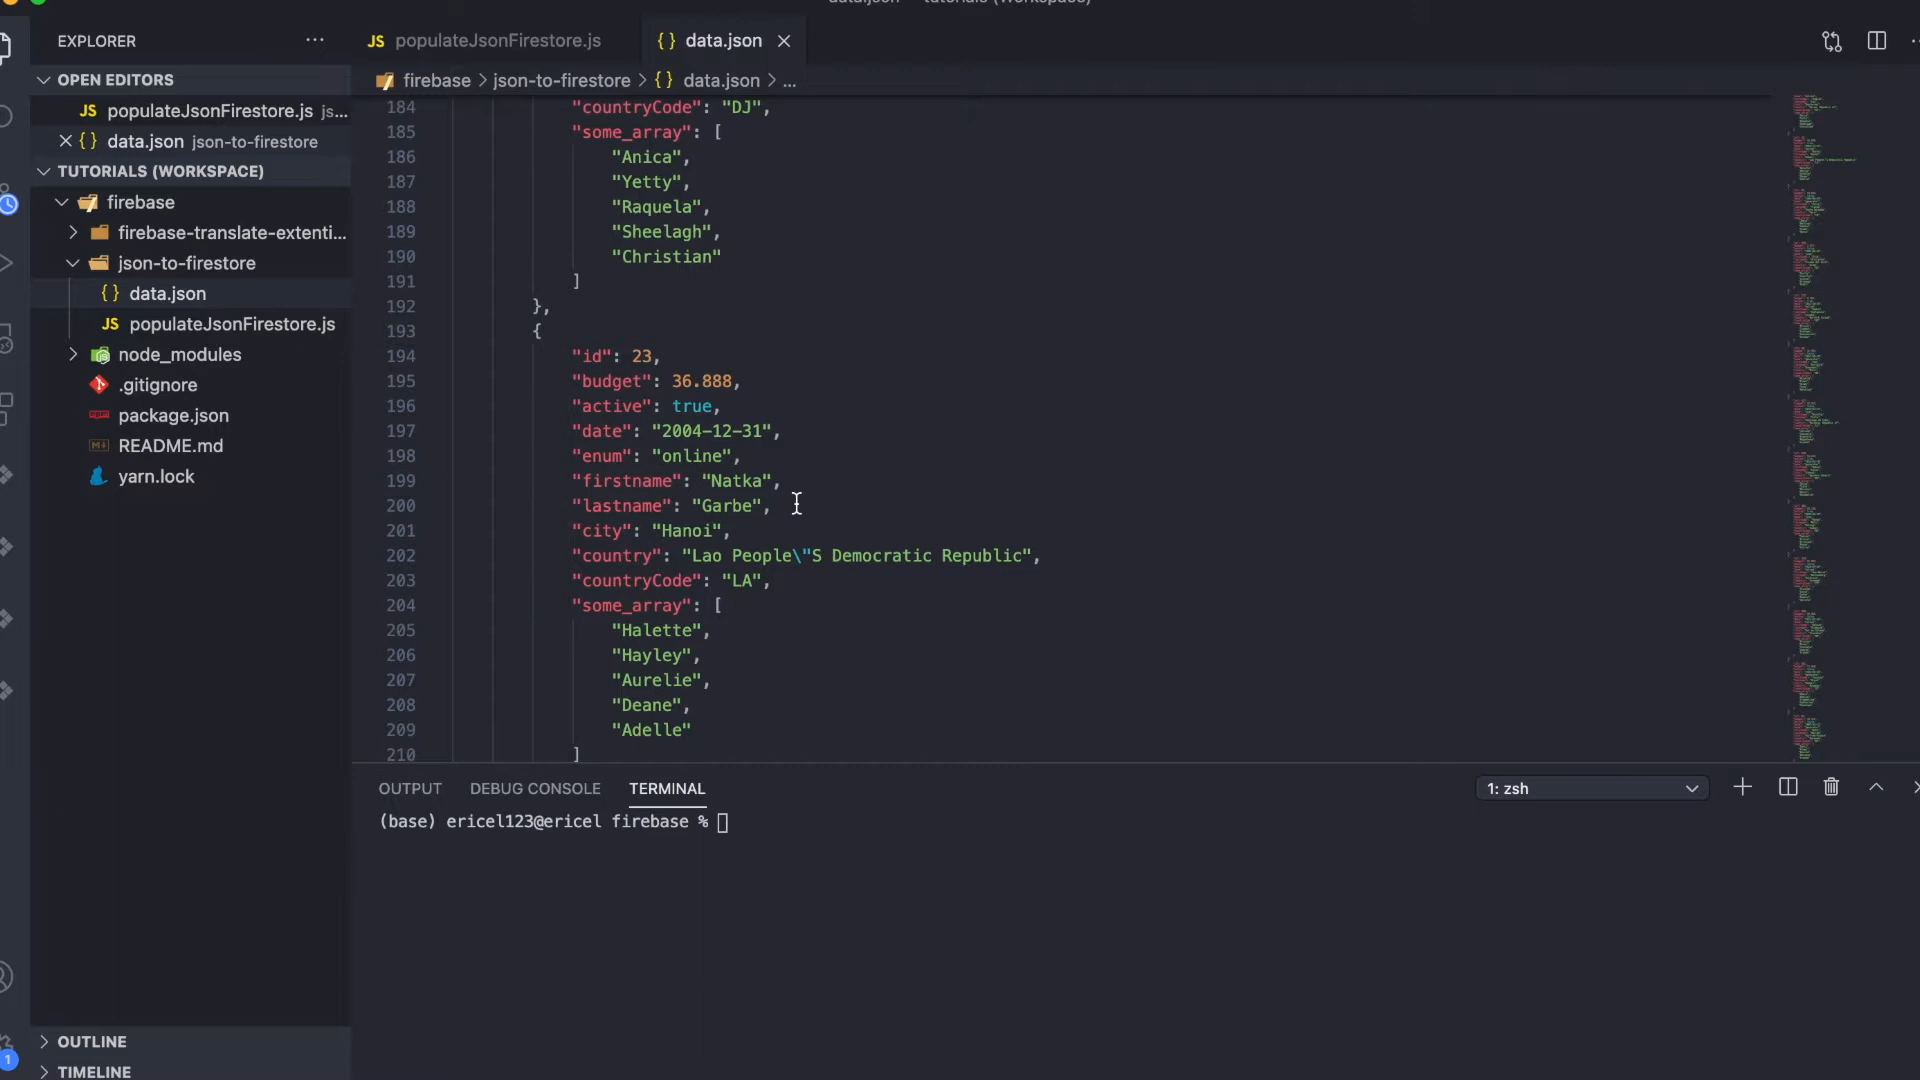 EXPLORER
OPEN EDITORS
JS populateJsonFirestore.js js...
{} data.json json-to-firestore
TUTORIALS (WORKSPACE)
firebase
firebase-translate-extenti...
json-to-firestore
{} data.json
JS populateJsonFirestore.js
node_modules
.gitignore
package.json
README.md
yarn.lock
OUTLINE
TIMELINE
1
JS populateJsonFirestore.js
{} data.json
firebase > json-to-firestore > {} data.json > ...
184 "countryCode": "DJ",
185 "some_array": [
186 "Anica",
187 "Yetty",
188 "Raquela",
189 "Sheelagh",
190 "Christian"
191 ]
192 },
193 {
194 "id": 23,
195 "budget": 36.888,
196 "active": true,
197 "date": "2004-12-31",
198 "enum": "online",
199 "firstname": "Natka",
200 "lastname": "Garbe",
201 "city": "Hanoi",
202 "country": "Lao People\"S Democratic Republic",
203 "countryCode": "LA",
204 "some_array": [
205 "Halette",
206 "Hayley",
207 "Aurelie",
208 "Deane",
209 "Adelle"
210 ]
OUTPUT DEBUG CONSOLE TERMINAL 1: zsh
(base) ericel123@ericel firebase %